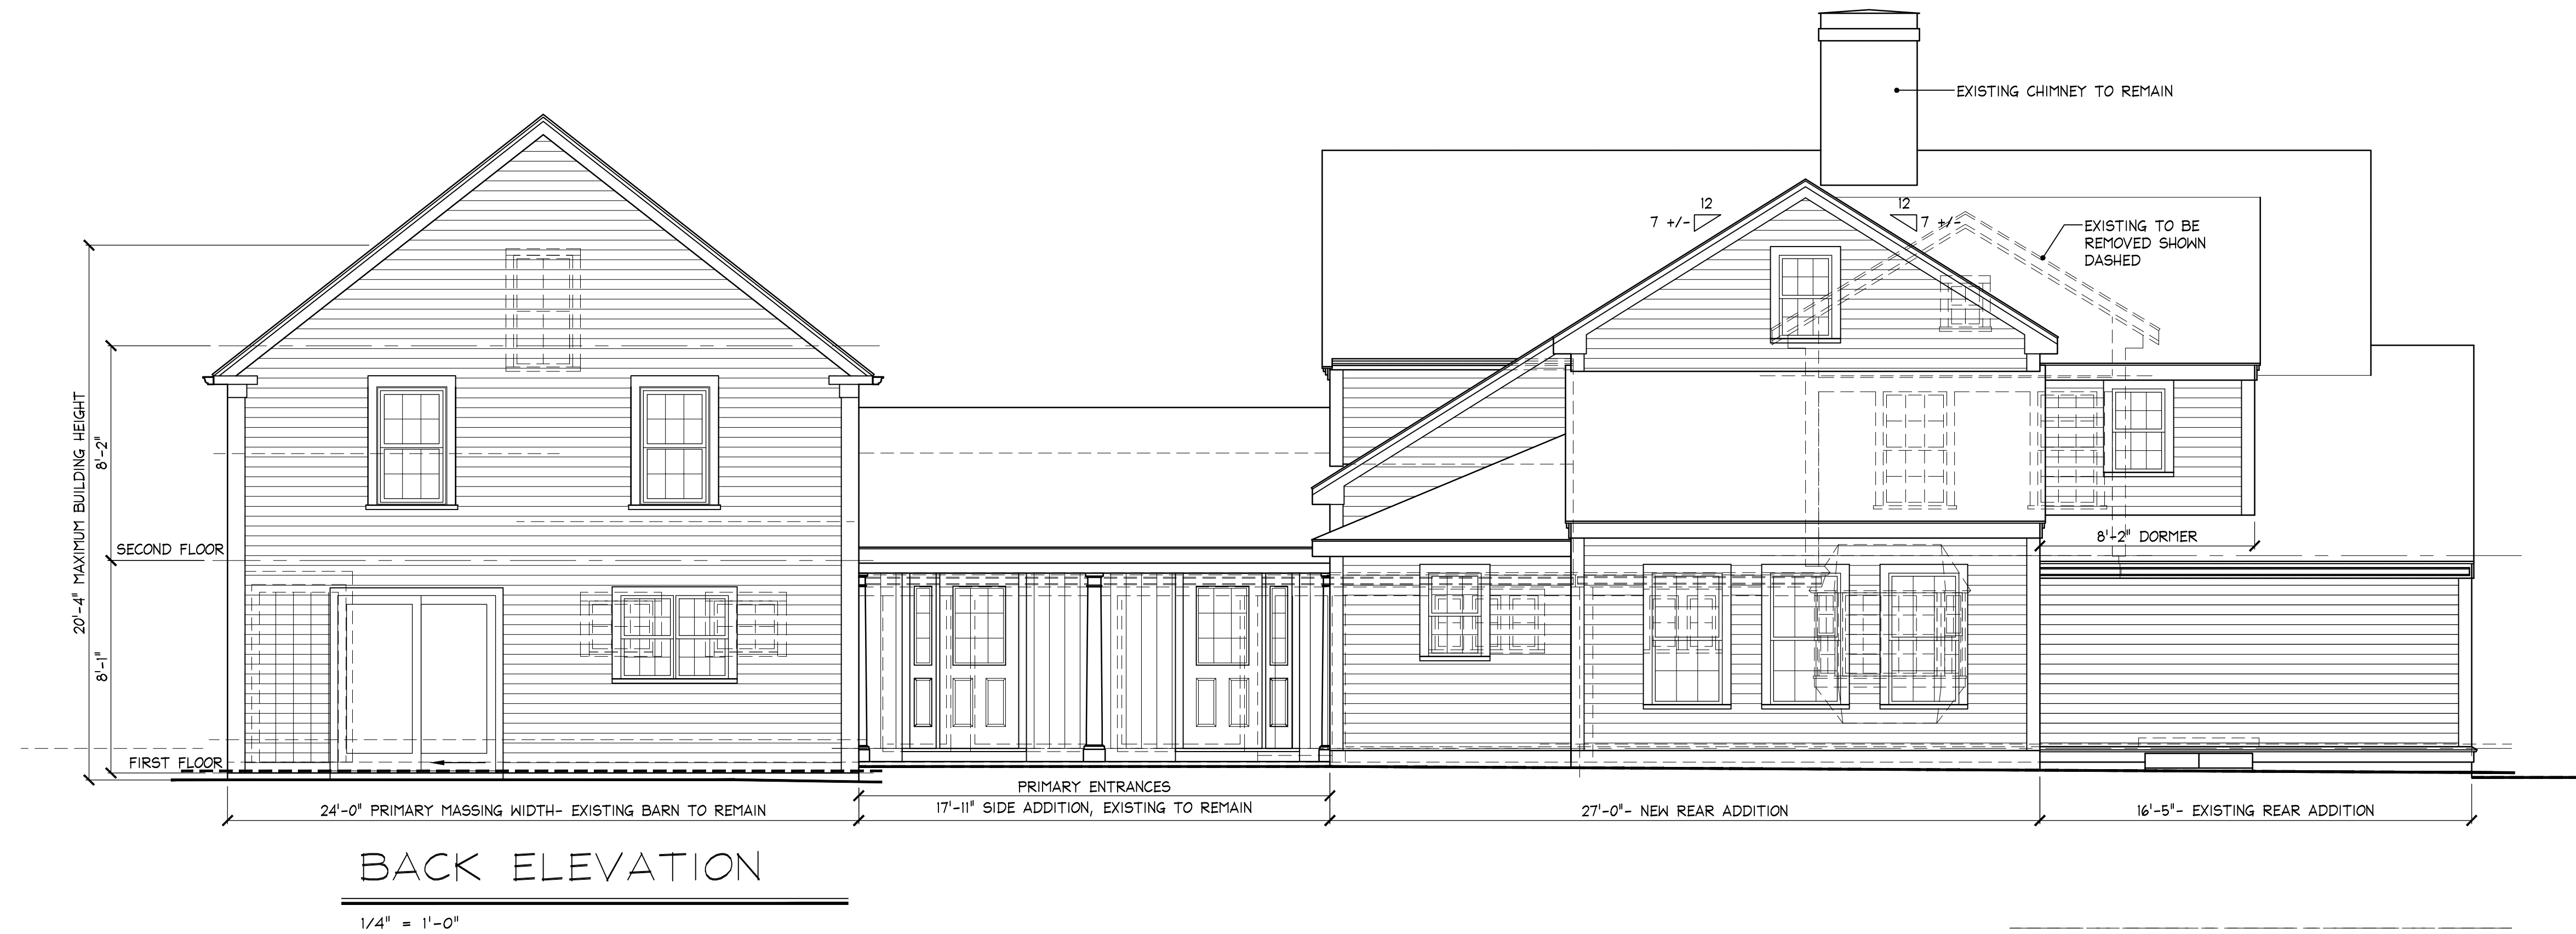 EXISTING CHIMNEY TO REMAIN
12
7 +/-
12
7 +/-
EXISTING TO BE
REMOVED SHOWN
DASHED
20'-4" MAXIMUM BUILDING HEIGHT
8'-2"
SECOND FLOOR
8'-2" DORMER
8'-1"
FIRST FLOOR
PRIMARY ENTRANCES
24'-0" PRIMARY MASSING WIDTH- EXISTING BARN TO REMAIN
17'-11" SIDE ADDITION, EXISTING TO REMAIN
27'-0"- NEW REAR ADDITION
16'-5"- EXISTING REAR ADDITION
BACK ELEVATION
1/4" = 1'-0"